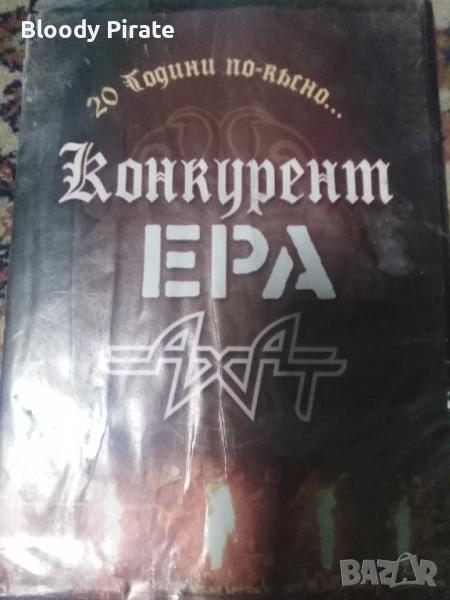 Bloody Pirate
20 Години по-късно...
Конкурент
ЕРА
АХАТ
BAZAR